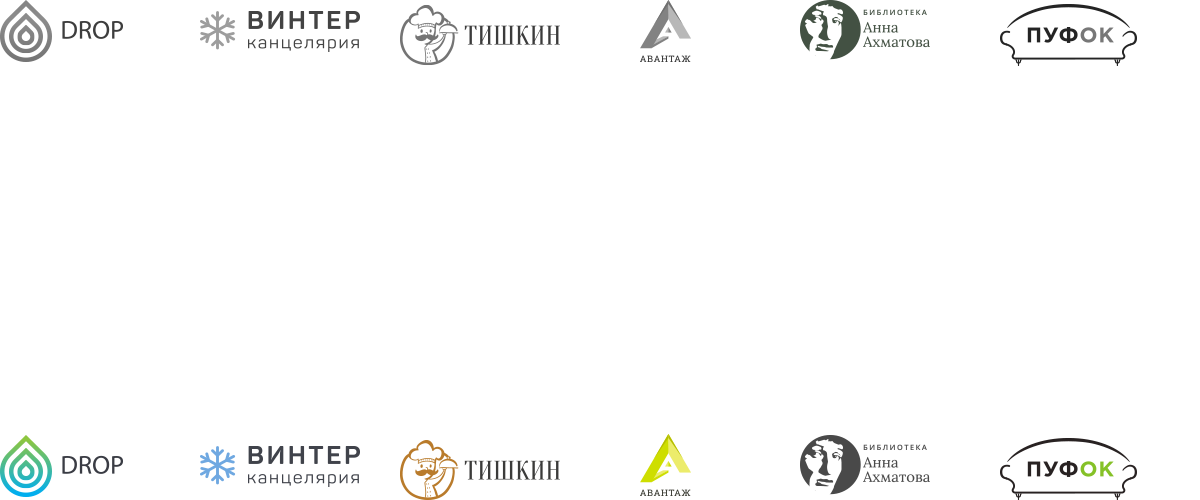 DROP
ВИНТЕР
канцелярия
ТИШКИН
АВАНТАЖ
БИБЛИОТЕКА
Анна
Ахматова
ПУФОК
DROP
ВИНТЕР
канцелярия
ТИШКИН
АВАНТАЖ
БИБЛИОТЕКА
Анна
Ахматова
ПУФОК